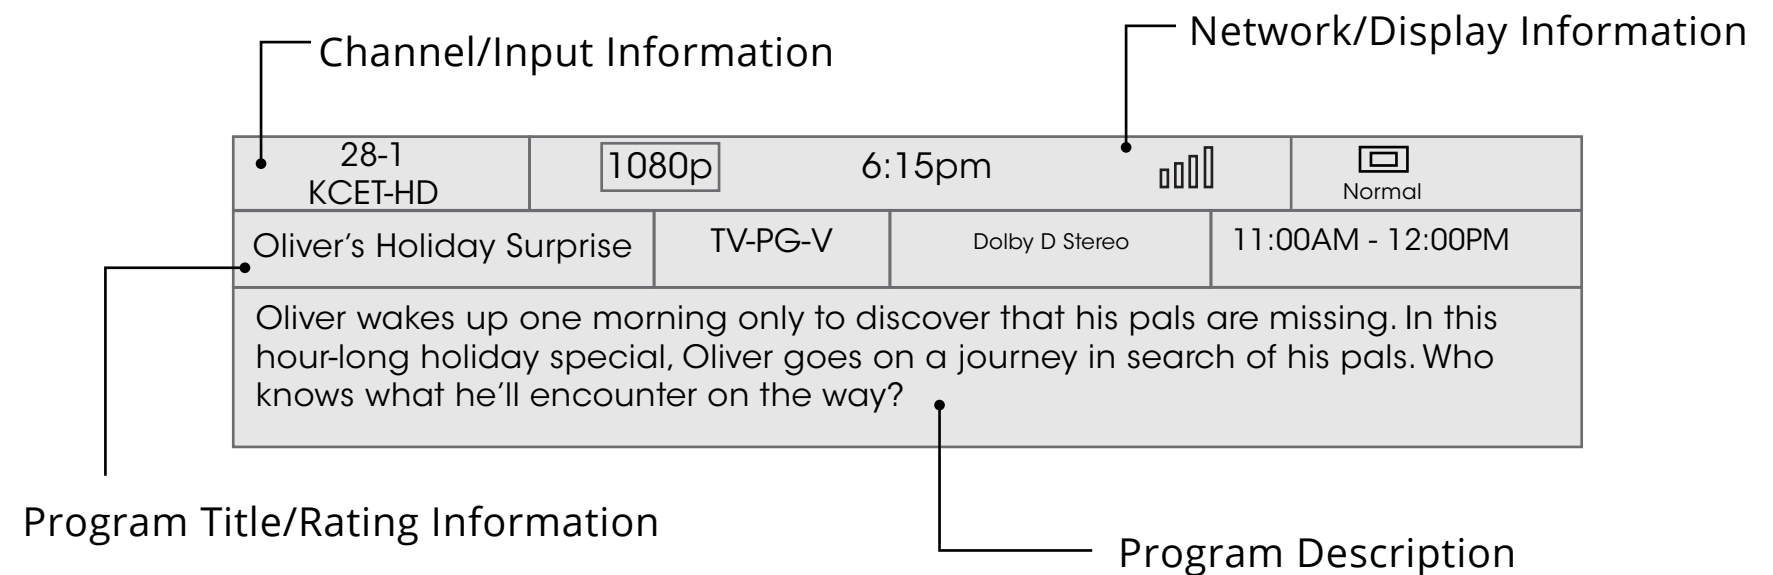 Channel/Input Information
Network/Display Information
28-1
KCET-HD
1080p
6:15pm
Normal
Oliver’s Holiday Surprise
TV-PG-V
Dolby D Stereo
11:00AM - 12:00PM
Oliver wakes up one morning only to discover that his pals are missing. In this
hour-long holiday special, Oliver goes on a journey in search of his pals. Who
knows what he’ll encounter on the way?
Program Title/Rating Information
Program Description